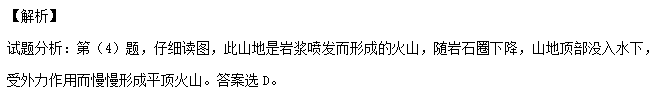 【解析】
试题分析：第（4）题，仔细读图，此山地是岩浆喷发而形成的火山，随岩石圈下降，山地顶部没入水下，
受外力作用而慢慢形成平顶火山。答案选 D。